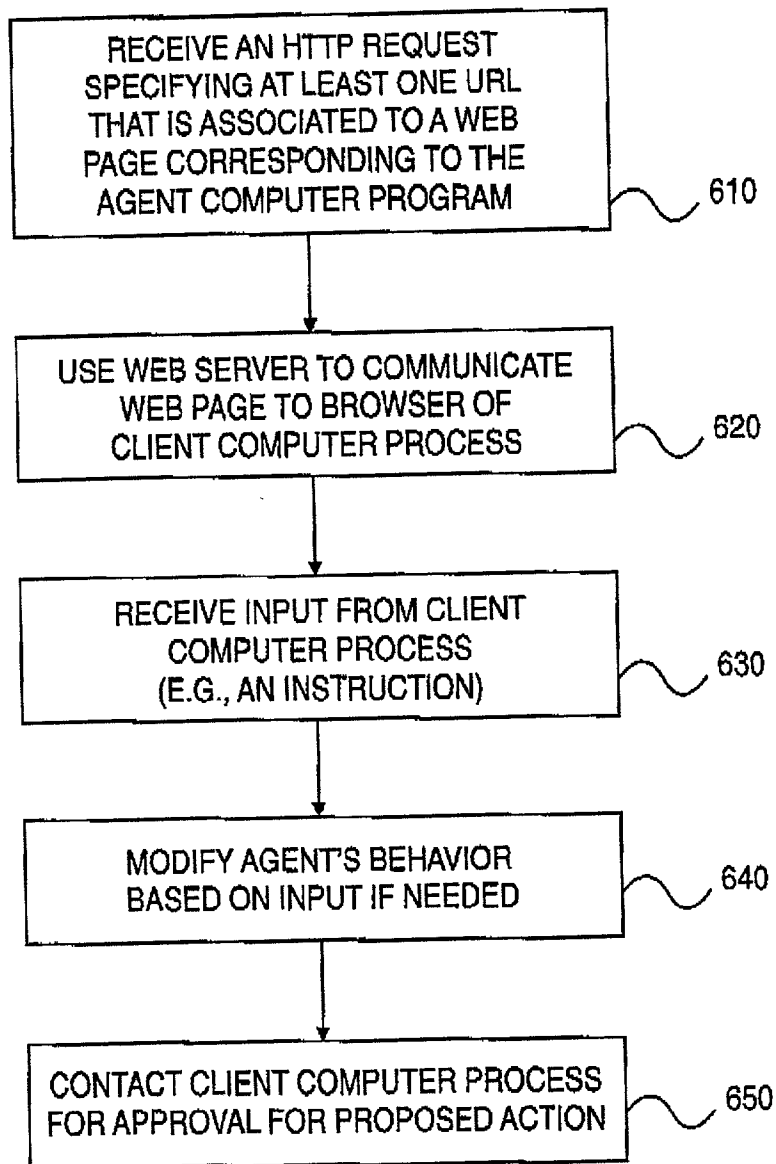 RECEIVE AN HTTP REQUEST
SPECIFYING AT LEAST ONE URL
THAT IS ASSOCIATED TO A WEB
PAGE CORRESPONDING TO THE
AGENT COMPUTER PROGRAM
610
USE WEB SERVER TO COMMUNICATE
WEB PAGE TO BROWSER OF
CLIENT COMPUTER PROCESS
620
RECEIVE INPUT FROM CLIENT
COMPUTER PROCESS
(E.G., AN INSTRUCTION)
630
MODIFY AGENT'S BEHAVIOR
BASED ON INPUT IF NEEDED
640
CONTACT CLIENT COMPUTER PROCESS
FOR APPROVAL FOR PROPOSED ACTION
650